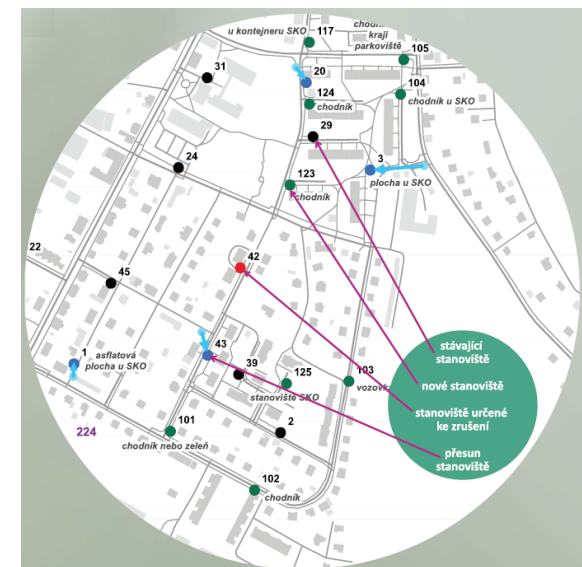 u kontejneru SKO
117
chodník
kraji
parkoviště
105
31
20
104
124
chodník
chodník u SKO
29
24
3
plocha u SKO
123
chodník
22
42
45
stávající
stanoviště
43
1
asflatová
plocha u SKO
39
125
stanoviště SKO
103
vozovka
nové stanoviště
stanoviště určené
ke zrušení
224
101
chodník nebo zeleň
2
přesun
stanoviště
102
chodník